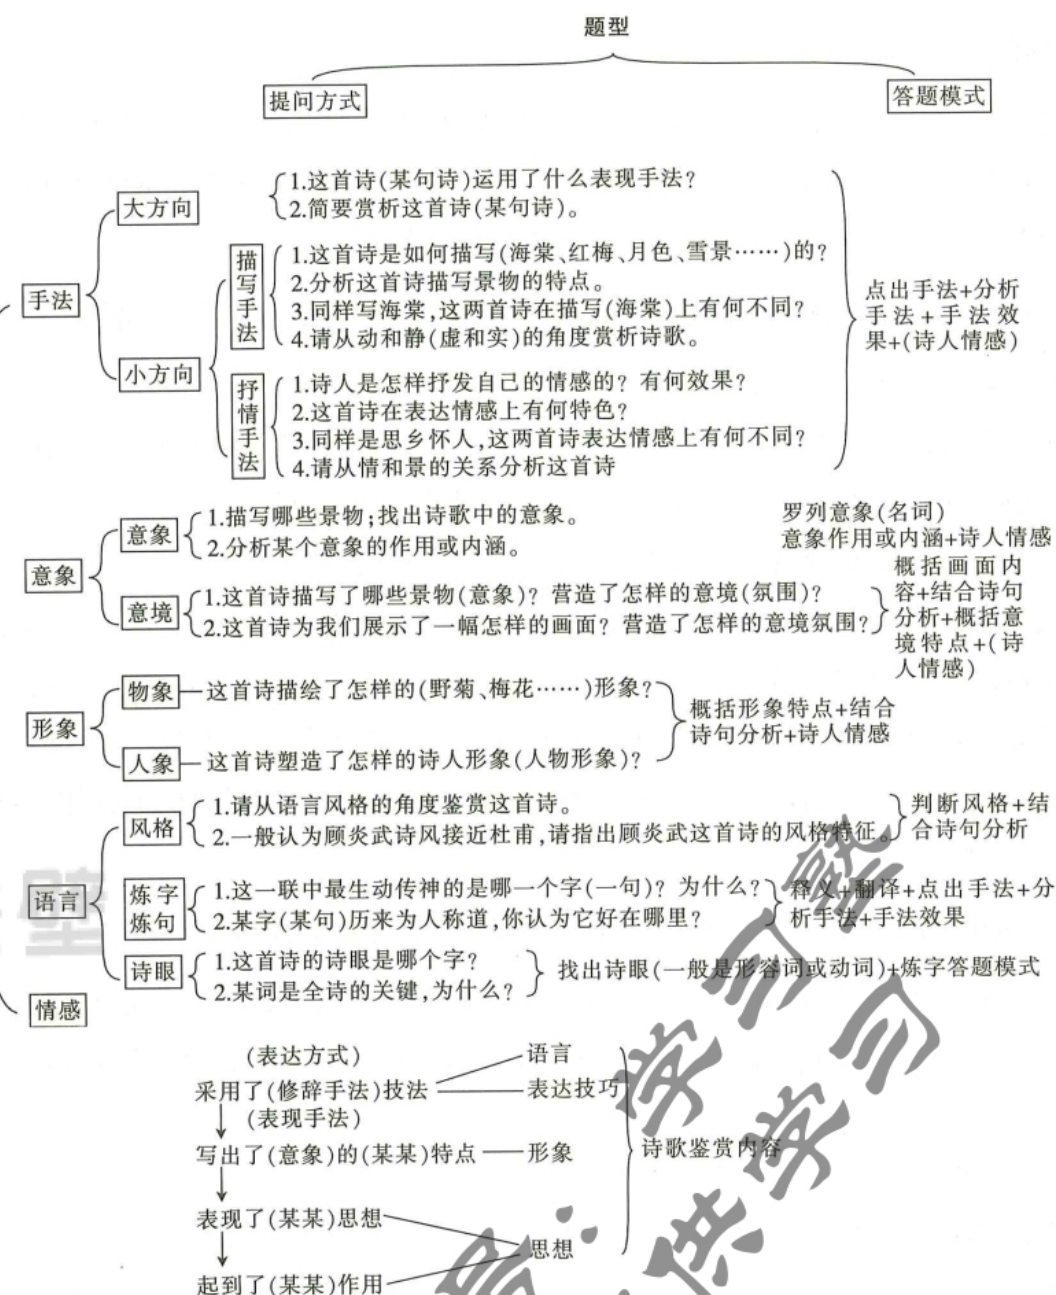 题型
提问方式
答题模式
手法
大方向
1.这首诗(某句诗)运用了什么表现手法?
2.简要赏析这首诗(某句诗)。
小方向
描写手法
1.这首诗是如何描写(海棠、红梅、月色、雪景……)的?
2.分析这首诗描写景物的特点。
3.同样写海棠,这两首诗在描写(海棠)上有何不同?
4.请从动和静(虚和实)的角度赏析诗歌。
抒情手法
1.诗人是怎样抒发自己的情感的? 有何效果?
2.这首诗在表达情感上有何特色?
3.同样是思乡怀人,这两首诗表达情感上有何不同?
4.请从情和景的关系分析这首诗
点出手法+分析
手法+手法效
果+(诗人情感)
意象
意象
1.描写哪些景物;找出诗歌中的意象。
2.分析某个意象的作用或内涵。
罗列意象(名词)
意象作用或内涵+诗人情感
意境
1.这首诗描写了哪些景物(意象)? 营造了怎样的意境(氛围)?
2.这首诗为我们展示了一幅怎样的画面? 营造了怎样的意境氛围?
概括画面内
容+结合诗句
分析+概括意
境特点+(诗
人情感)
形象
物象
这首诗描绘了怎样的(野菊、梅花……)形象?
人象
这首诗塑造了怎样的诗人形象(人物形象)?
概括形象特点+结合
诗句分析+诗人情感
语言
风格
1.请从语言风格的角度鉴赏这首诗。
2.一般认为顾炎武诗风接近杜甫,请指出顾炎武这首诗的风格特征。
判断风格+结
合诗句分析
炼字
炼句
1.这一联中最生动传神的是哪一个字(一句)? 为什么?
2.某字(某句)历来为人称道,你认为它好在哪里?
释义+翻译+点出手法+分
析手法+手法效果
诗眼
1.这首诗的诗眼是哪个字?
2.某词是全诗的关键,为什么?
找出诗眼(一般是形容词或动词)+炼字答题模式
情感
(表达方式)
采用了(修辞手法)技法
(表现手法)
语言
表达技巧
写出了(意象)的(某某)特点
形象
表现了(某某)思想
起到了(某某)作用
思想
诗歌鉴赏内容
学习塾
供学习